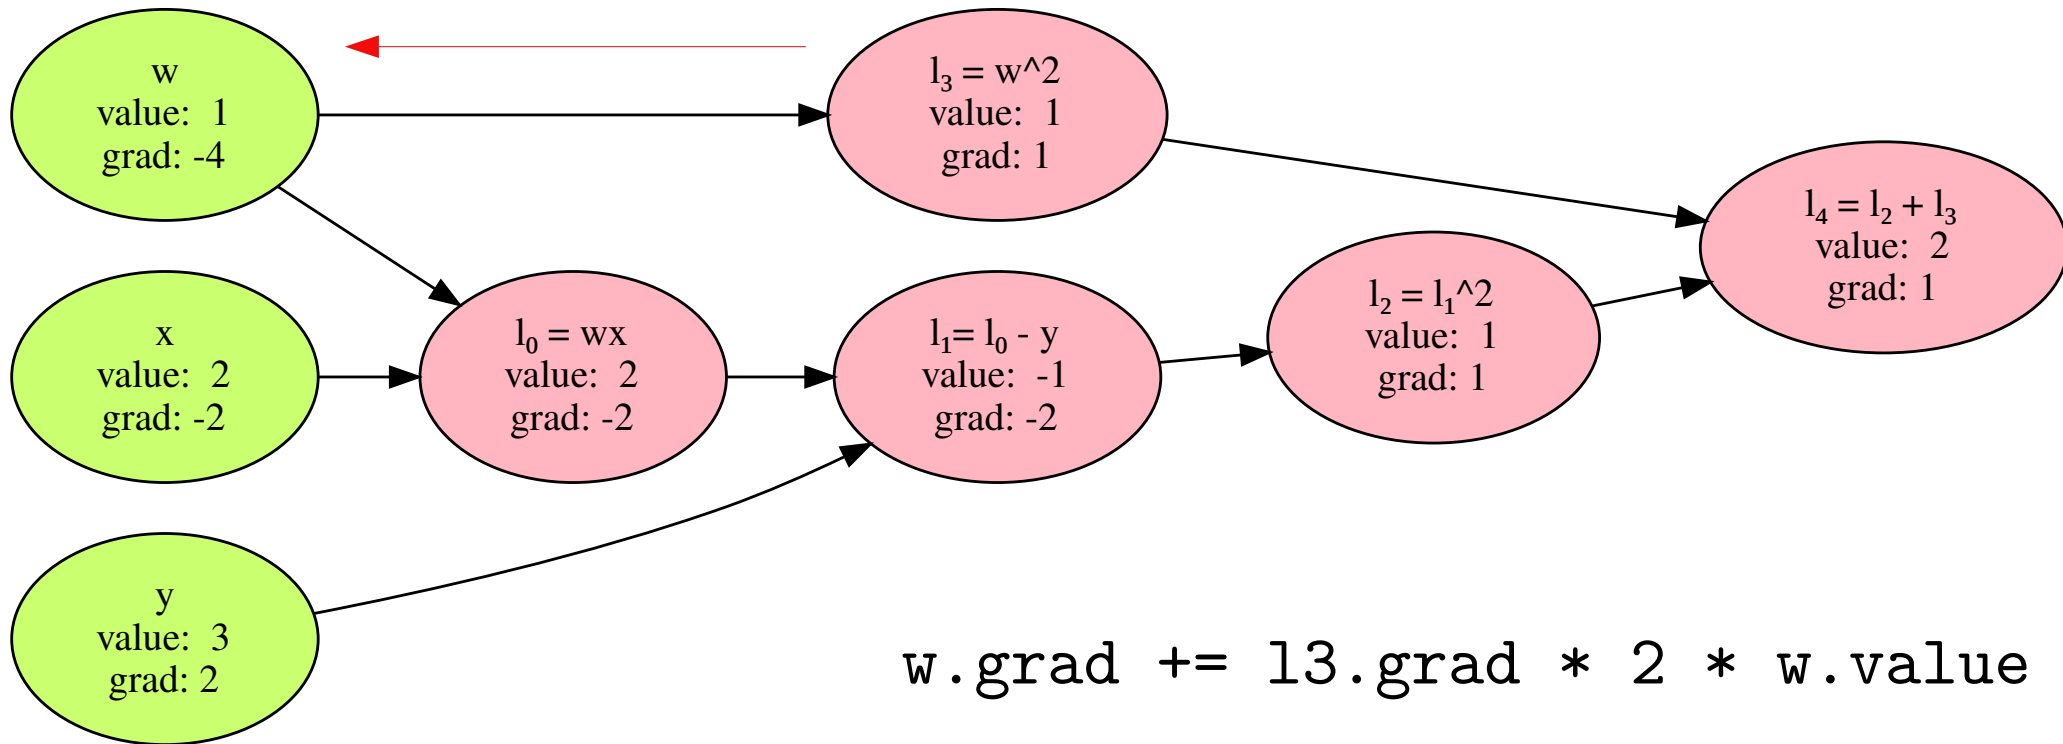 w
value: 1
grad: -4
l₃ = w^2
value: 1
grad: 1
l₄ = l₂ + l₃
value: 2
grad: 1
x
value: 2
grad: -2
l₀ = wx
value: 2
grad: -2
l₁= l₀ - y
value: -1
grad: -2
l₂ = l₁^2
value: 1
grad: 1
y
value: 3
grad: 2
w.grad += l3.grad * 2 * w.value